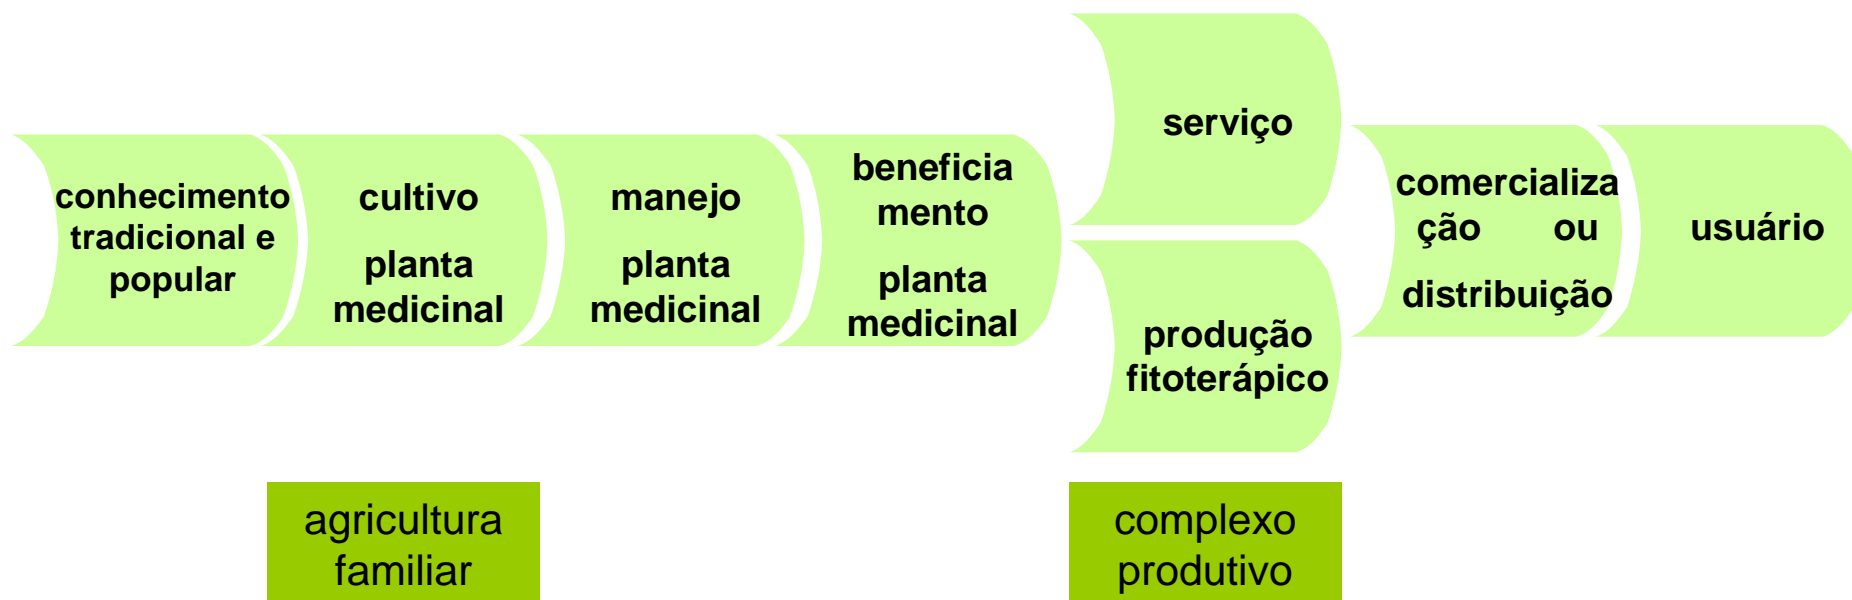 conhecimento
tradicional e
popular
cultivo
planta
medicinal
manejo
planta
medicinal
beneficia
mento
planta
medicinal
serviço
produção
fitoterápico
comercializa
ção ou
distribuição
usuário
agricultura
familiar
complexo
produtivo